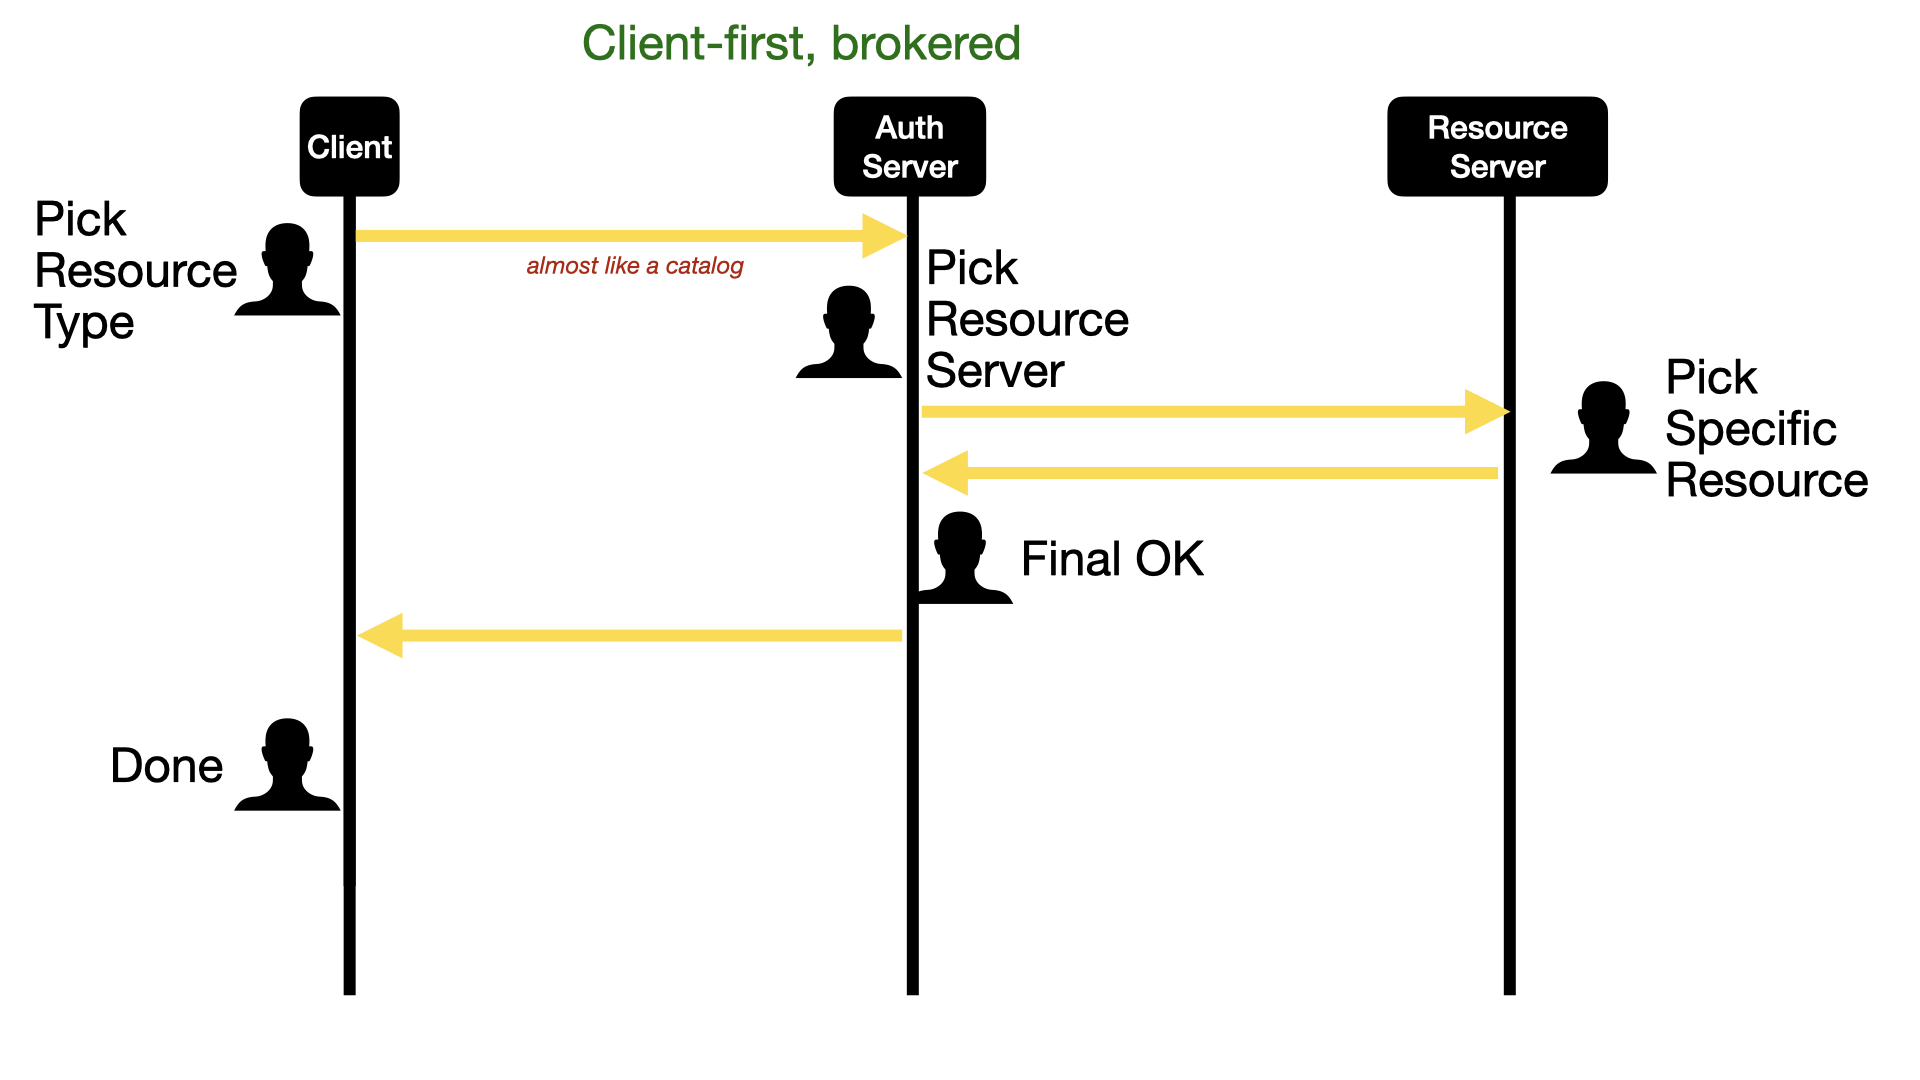 Client-first, brokered
Client
Auth
Server
Resource
Server
Pick
Resource
Type
almost like a catalog
Pick
Resource
Server
Pick
Specific
Resource
Final OK
Done